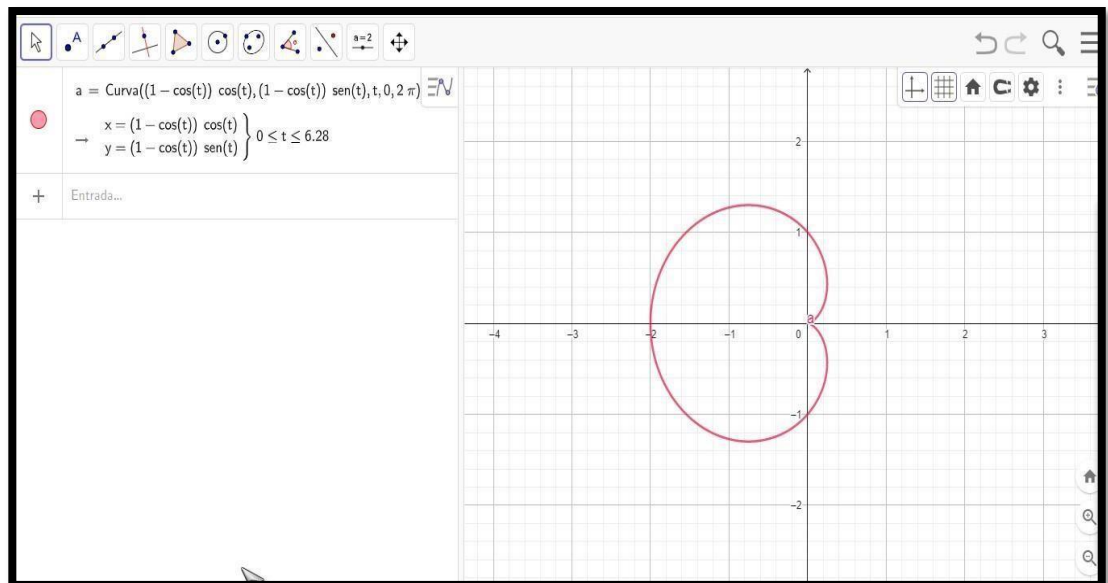 A
a=2
a = Curva((1 − cos(t)) cos(t), (1 − cos(t)) sen(t), t, 0, 2 π)
→ x = (1 − cos(t)) cos(t)
y = (1 − cos(t)) sen(t) } 0 ≤ t ≤ 6.28
+ Entrada...
2
1
a
−4 −3 −2 −1 0 1 2 3
−1
−2